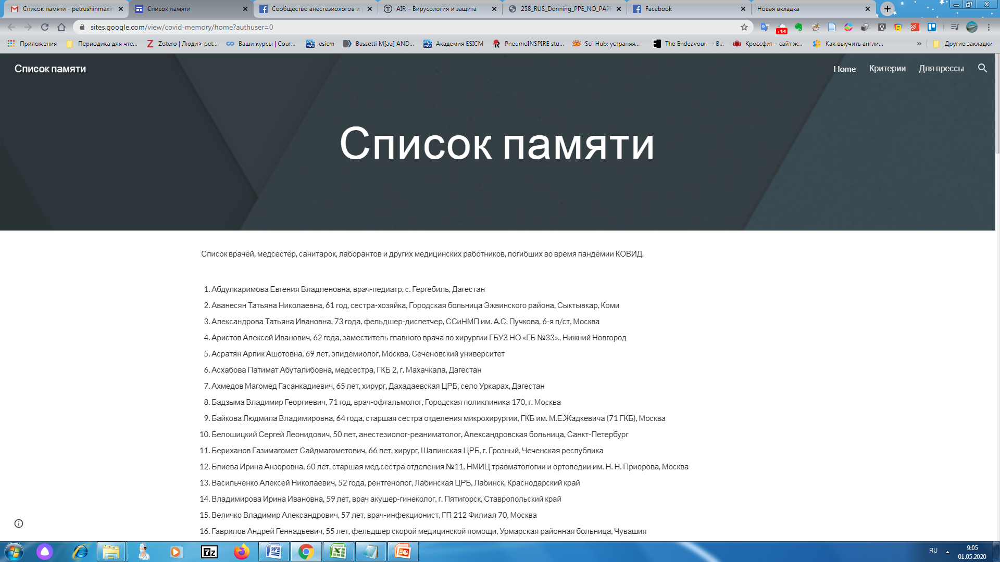 Список памяти - petrushinmaxin
Список памяти
Сообщество анестезиологов и
AIR – Вирусология и защита
258_RUS_Donning_PPE_NO_PAPR
Facebook
Новая вкладка
sites.google.com/view/covid-memory/home?authuser=0
+14
Приложения
Периодика для чте...
Zotero | Люди> pet...
Ваши курсы | Cour...
esicm
Bassetti M[au] AND...
Академия ESICM
PneumoINSPIRE stu...
Sci-Hub: устраняя...
The Endeavour — B...
Кроссфит – сайт ж...
Как выучить англи...
»
Другие закладки
Список памяти
Home
Критерии
Для прессы
Список памяти
Список врачей, медсестер, санитарок, лаборантов и других медицинских работников, погибших во время пандемии КОВИД.
1. Абдулкаримова Евгения Владленовна, врач-педиатр, с. Гергебиль, Дагестан
2. Аванесян Татьяна Николаевна, 61 год, сестра-хозяйка, Городская больница Эжвинского района, Сыктывкар, Коми
3. Александрова Татьяна Ивановна, 73 года, фельдшер-диспетчер, ССиНМП им. А.С. Пучкова, 6-я п/ст, Москва
4. Аристов Алексей Иванович, 62 года, заместитель главного врача по хирургии ГБУЗ НО «ГБ №33»., Нижний Новгород
5. Асратян Арпик Ашотовна, 69 лет, эпидемиолог, Москва, Сеченовский университет
6. Асхабова Патимат Абуталибовна, медсестра, ГКБ 2, г. Махачкала, Дагестан
7. Ахмедов Магомед Гасанкадиевич, 65 лет, хирург, Дахадаевская ЦРБ, село Уркарах, Дагестан
8. Бадзыма Владимир Георгиевич, 71 год, врач-офтальмолог, Городская поликлиника 170, г. Москва
9. Байкова Людмила Владимировна, 64 года, старшая сестра отделения микрохирургии, ГКБ им. М.Е.Жадкевича (71 ГКБ), Москва
10. Белошицкий Сергей Леонидович, 50 лет, анестезиолог-реаниматолог, Александровская больница, Санкт-Петербург
11. Бериханов Газимагомет Сайдмагометович, 66 лет, хирург, Шалинская ЦРБ, г. Грозный, Чеченская республика
12. Блиева Ирина Анзоровна, 60 лет, старшая мед.сестра отделения №11, НМИЦ травматологии и ортопедии им. Н. Н. Приорова, Москва
13. Васильченко Алексей Николаевич, 52 года, рентгенолог, Лабинская ЦРБ, Лабинск, Краснодарский край
14. Владимирова Ирина Ивановна, 59 лет, врач акушер-гинеколог, г. Пятигорск, Ставропольский край
15. Величко Владимир Александрович, 57 лет, врач-инфекционист, ГП 212 Филиал 70, Москва
16. Гаврилов Андрей Геннадьевич, 55 лет, фельдшер скорой медицинской помощи, Урмарская районная больница, Чувашия
7z
RU
9:05
01.05.2020